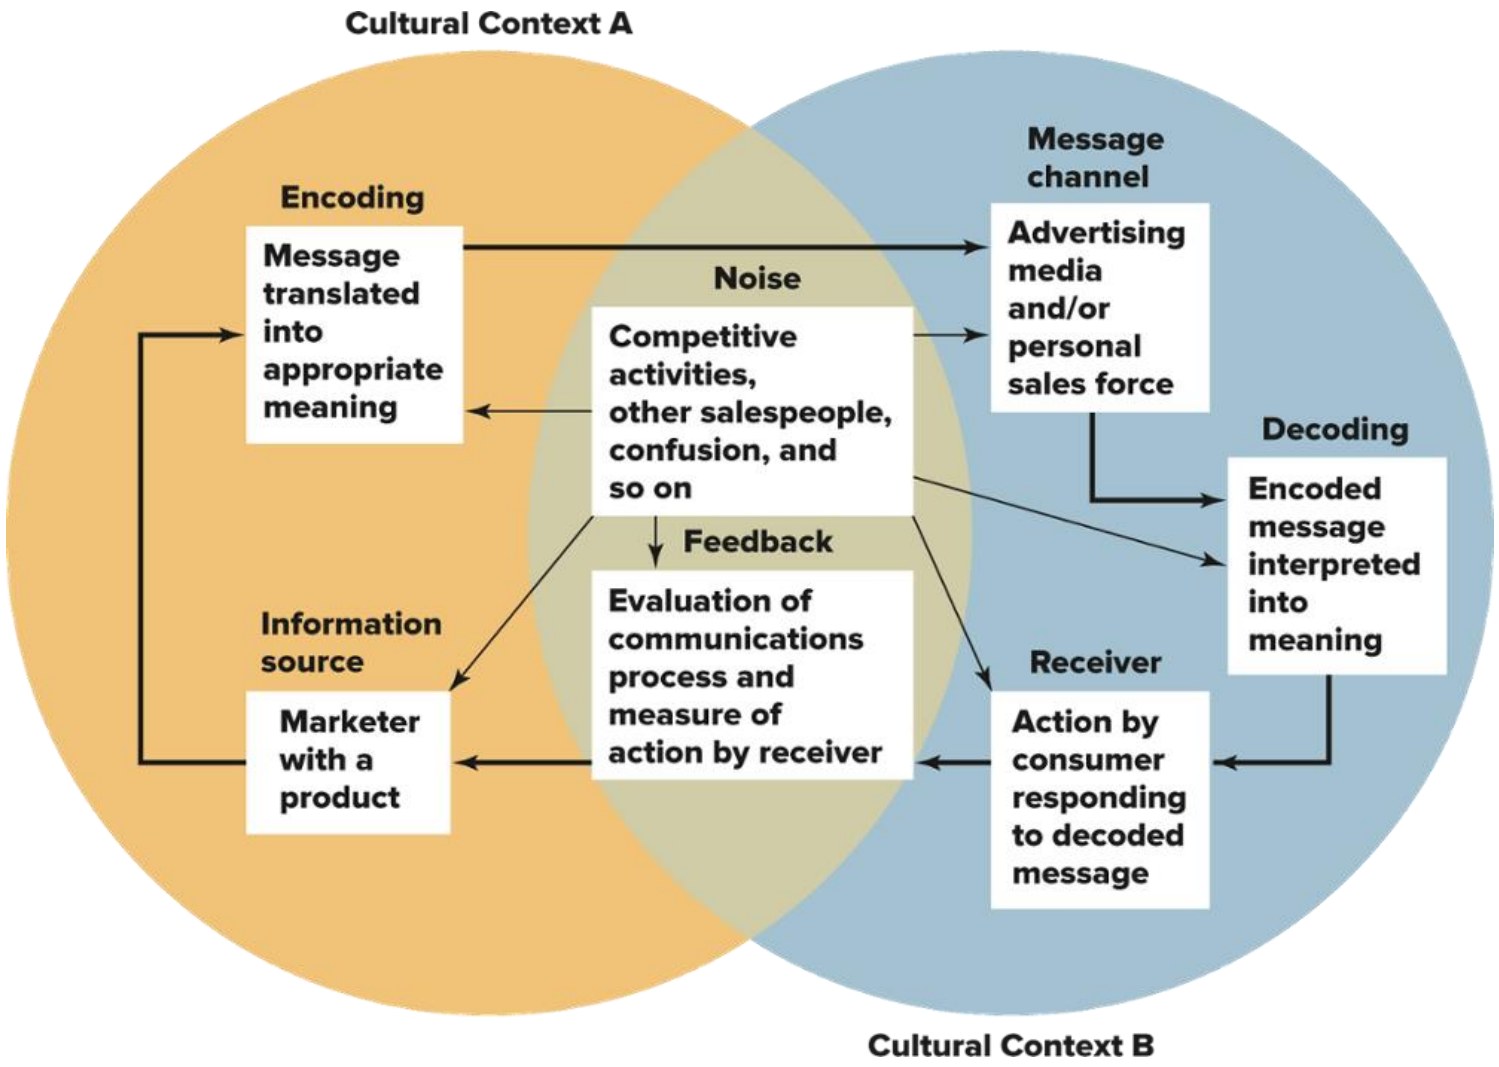 Cultural Context A
Encoding
Message
translated
into
appropriate
meaning
Information
source
Marketer
with a
product
Noise
Competitive
activities,
other salespeople,
confusion, and
so on
Feedback
Evaluation of
communications
process and
measure of
action by receiver
Message
channel
Advertising
media
and/or
personal
sales force
Decoding
Encoded
message
interpreted
into
meaning
Receiver
Action by
consumer
responding
to decoded
message
Cultural Context B